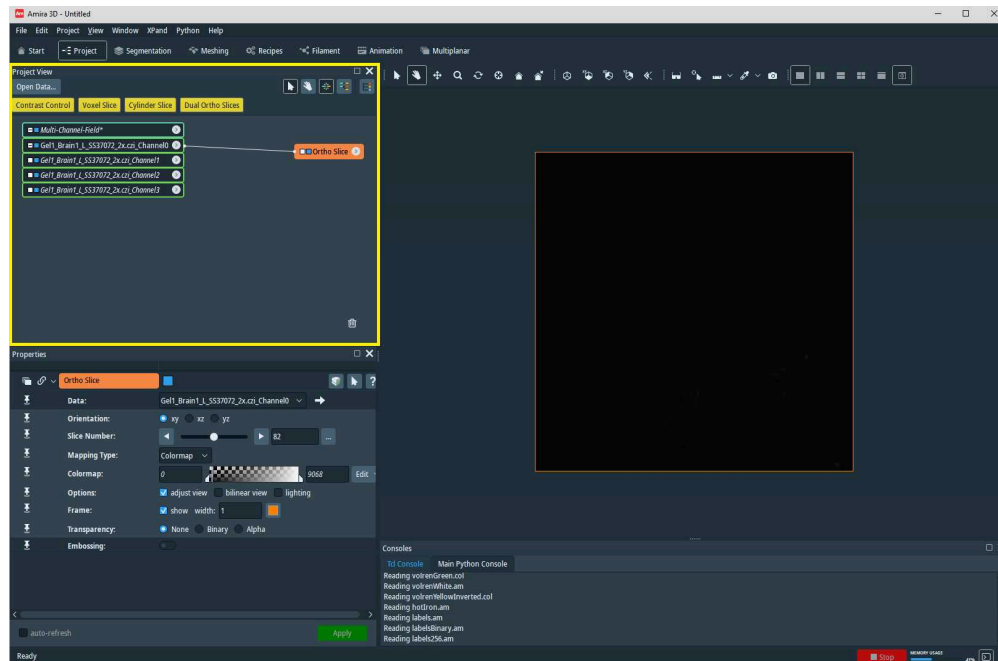 Am Amira 3D - Untitled
File Edit Project View Window XPand Python Help
Start Project Segmentation Meshing Recipes Filament Animation Multiplanar
Project View
Open Data...
Contrast Control Voxel Slice Cylinder Slice Dual Ortho Slices
Multi-Channel-Field*
Gel1_Brain1_L_SS37072_2x.czi_Channel0
Ortho Slice
Gel1_Brain1_L_SS37072_2x.czi_Channel1
Gel1_Brain1_L_SS37072_2x.czi_Channel2
Gel1_Brain1_L_SS37072_2x.czi_Channel3
Properties
Ortho Slice
Data: Gel1_Brain1_L_SS37072_2x.czi_Channel0
Orientation: xy xz yz
Slice Number: 82 ...
Mapping Type: Colormap
Colormap: 0 9068 Edit
Options: adjust view bilinear view lighting
Frame: show width: 1
Transparency: None Binary Alpha
Embossing:
auto-refresh Apply
Consoles
Tcl Console Main Python Console
Reading volrenGreen.col
Reading volrenWhite.am
Reading volrenYellowInverted.col
Reading hotIron.am
Reading labels.am
Reading labelsBinary.am
Reading labels256.am
Ready
Stop MEMORY USAGE